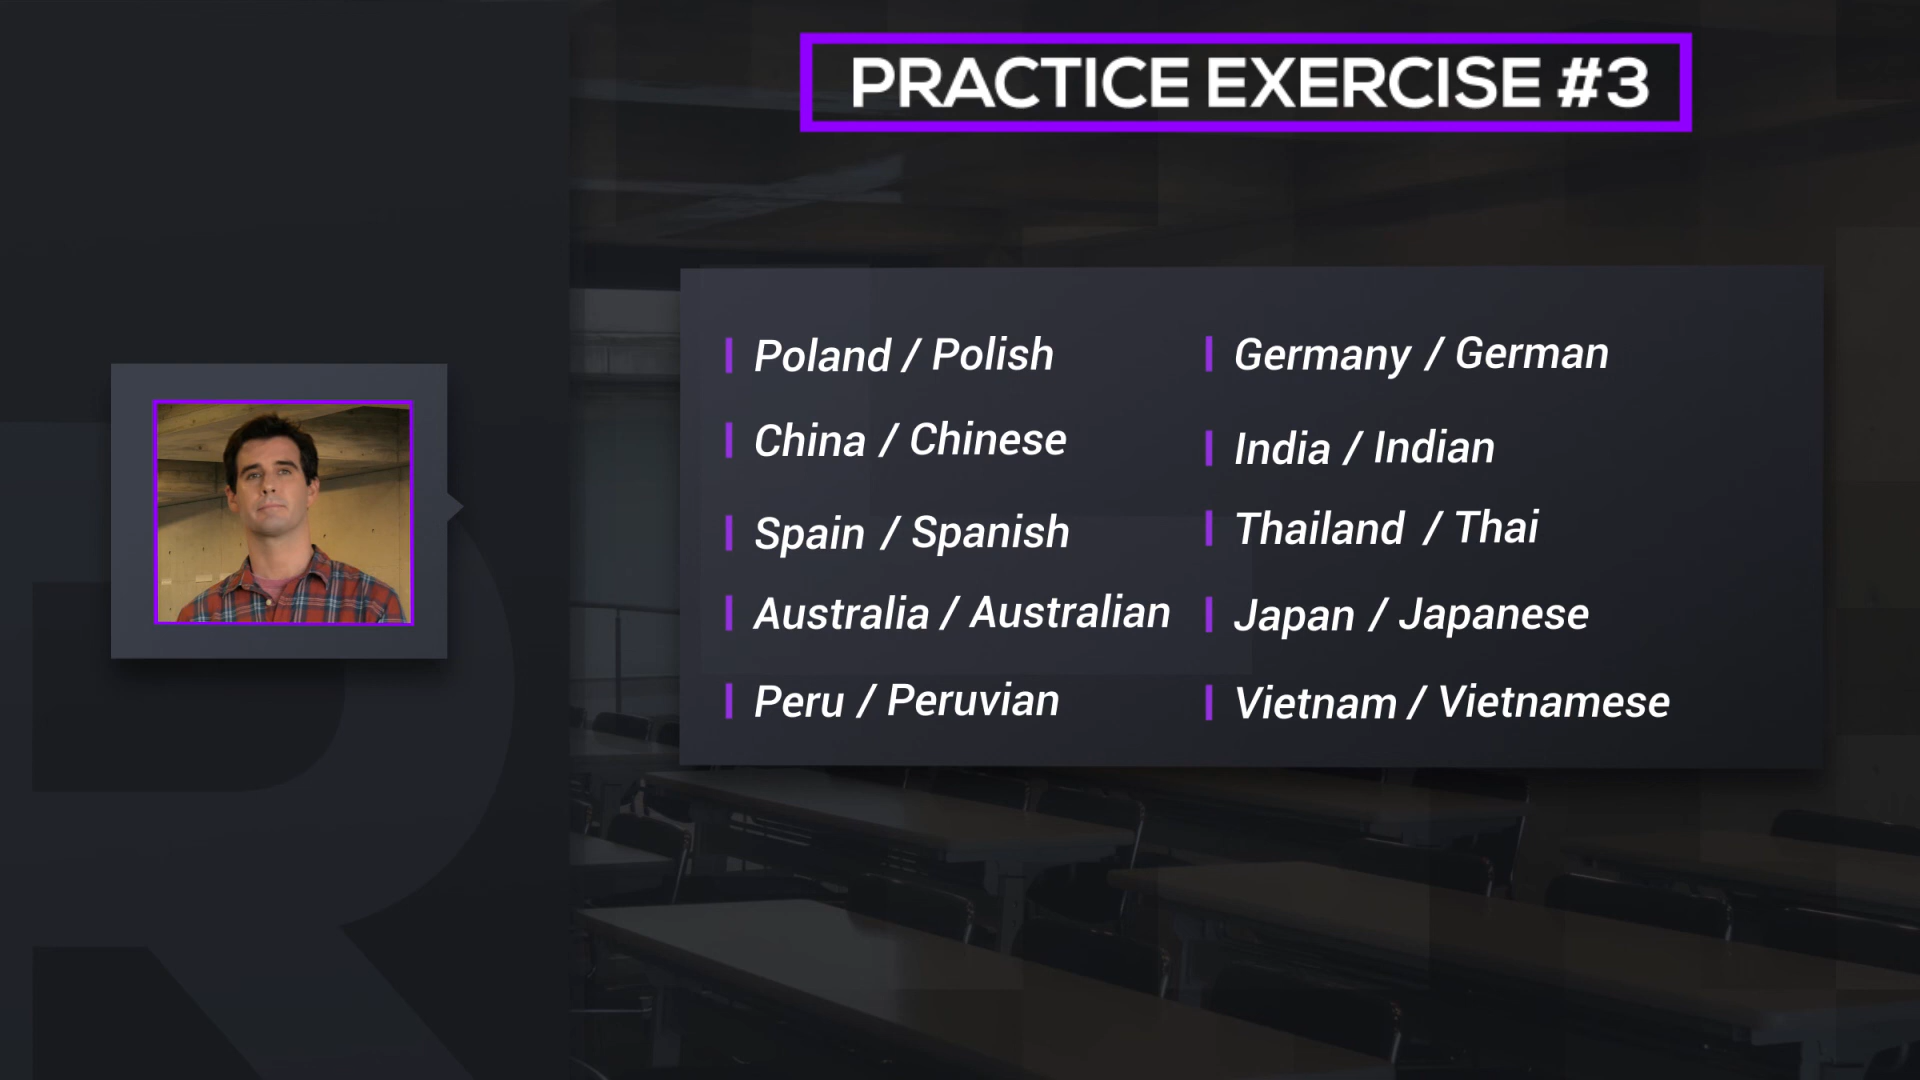 PRACTICE EXERCISE #3
Poland / Polish
China / Chinese
Spain / Spanish
Australia / Australian
Peru / Peruvian
Germany / German
India / Indian
Thailand / Thai
Japan / Japanese
Vietnam / Vietnamese